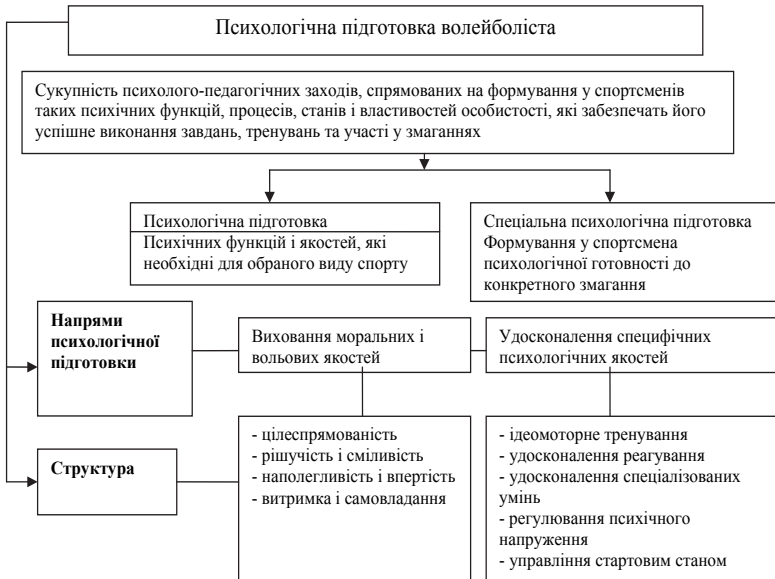 Психологічна підготовка волейболіста
Сукупність психолого-педагогічних заходів, спрямованих на формування у спортсменів
таких психічних функцій, процесів, станів і властивостей особистості, які забезпечать його
успішне виконання завдань, тренувань та участі у змаганнях
Психологічна підготовка
Психічних функцій і якостей, які
необхідні для обраного виду спорту
Спеціальна психологічна підготовка
Формування у спортсмена
психологічної готовності до
конкретного змагання
Напрями
психологічної
підготовки
Виховання моральних і
вольових якостей
Удосконалення специфічних
психологічних якостей
Структура
- цілеспрямованість
- рішучість і сміливість
- наполегливість і впертість
- витримка і самовладання
- ідеомоторне тренування
- удосконалення реагування
- удосконалення спеціалізованих
умінь
- регулювання психічного
напруження
- управління стартовим станом